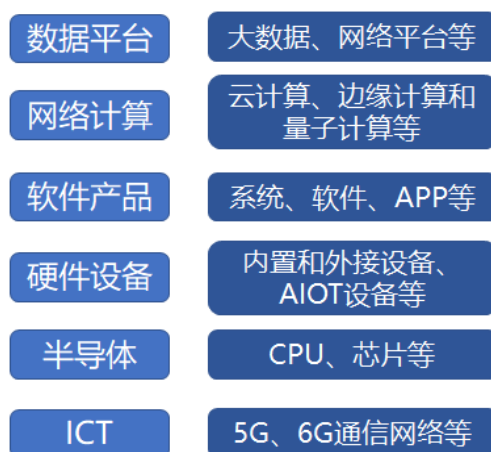 数据平台
大数据、网络平台等
网络计算
云计算、边缘计算和
量子计算等
软件产品
系统、软件、APP等
硬件设备
内置和外接设备、
AIOT设备等
半导体
CPU、芯片等
ICT
5G、6G通信网络等